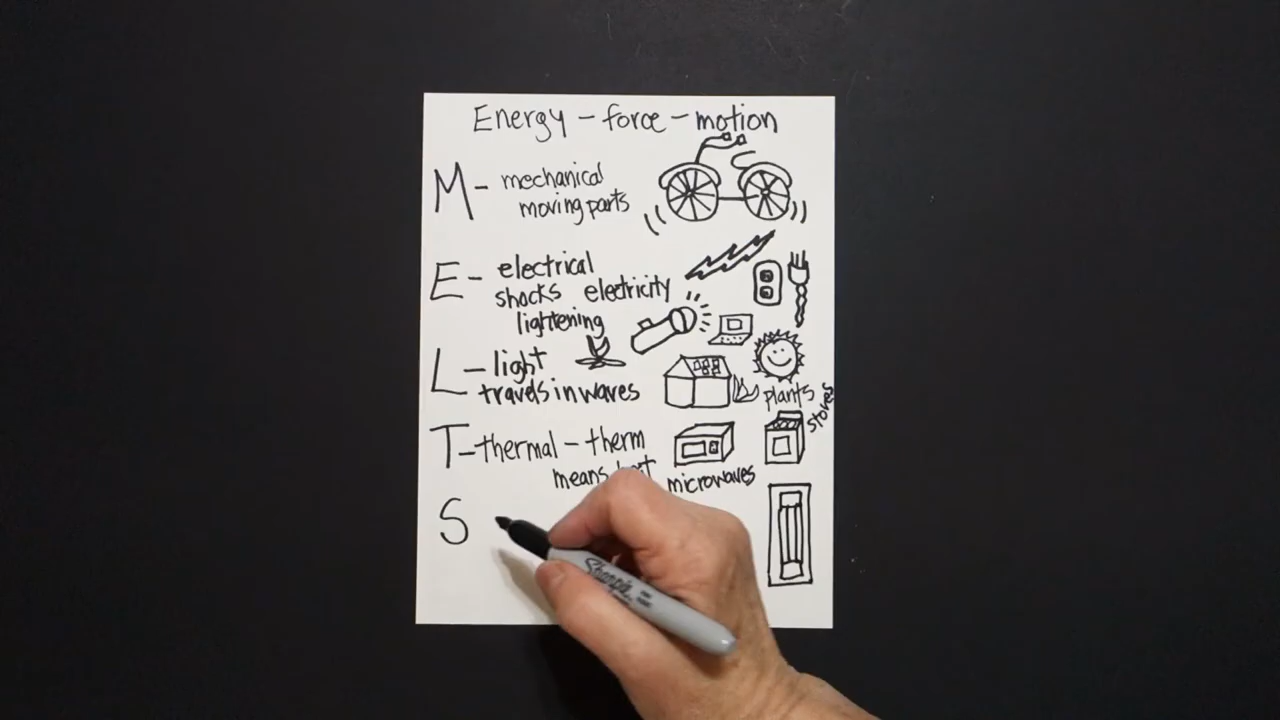 Energy - force - motion
M - mechanical
moving parts
E - electrical
shocks electricity
lightening
L - light
travels in waves
plants
stoves
T - thermal - therm
means
microwaves
S
Sharpie